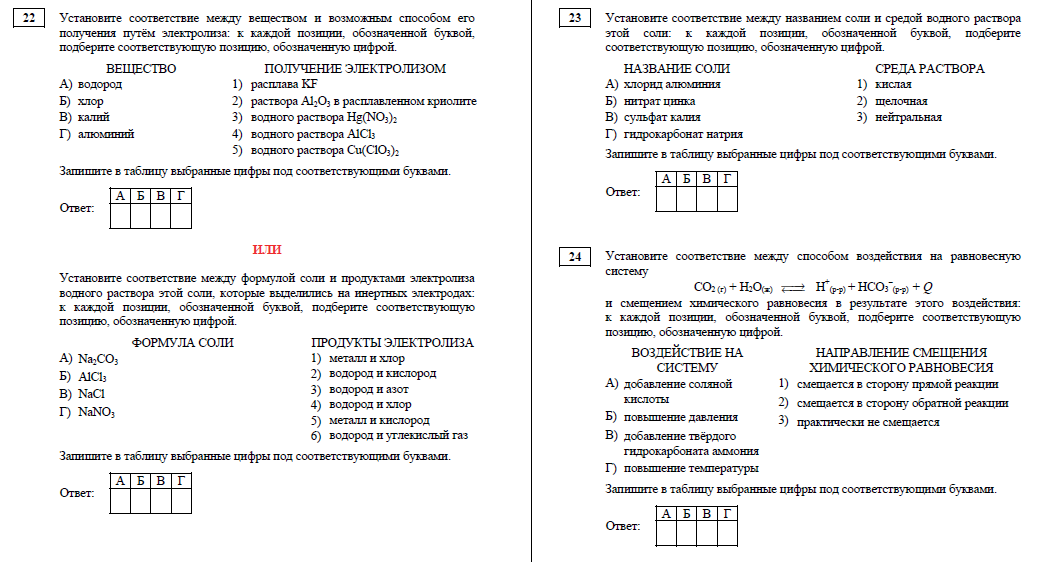 22
Установите соответствие между веществом и возможным способом его
получения путём электролиза: к каждой позиции, обозначенной буквой,
подберите соответствующую позицию, обозначенную цифрой.
ВЕЩЕСТВО
А) водород
Б) хлор
В) калий
Г) алюминий
ПОЛУЧЕНИЕ ЭЛЕКТРОЛИЗОМ
1) расплава KF
2) раствора Al₂O₃ в расплавленном криолите
3) водного раствора Hg(NO₃)₂
4) водного раствора AlCl₃
5) водного раствора Cu(ClO₃)₂
Запишите в таблицу выбранные цифры под соответствующими буквами.
Ответ:
А Б В Г
ИЛИ
Установите соответствие между формулой соли и продуктами электролиза
водного раствора этой соли, которые выделились на инертных электродах:
к каждой позиции, обозначенной буквой, подберите соответствующую
позицию, обозначенную цифрой.
ФОРМУЛА СОЛИ
А) Na₂CO₃
Б) AlCl₃
В) NaCl
Г) NaNO₃
ПРОДУКТЫ ЭЛЕКТРОЛИЗА
1) металл и хлор
2) водород и кислород
3) водород и азот
4) водород и хлор
5) металл и кислород
6) водород и углекислый газ
Запишите в таблицу выбранные цифры под соответствующими буквами.
Ответ:
А Б В Г
23
Установите соответствие между названием соли и средой водного раствора
этой соли: к каждой позиции, обозначенной буквой, подберите
соответствующую позицию, обозначенную цифрой.
НАЗВАНИЕ СОЛИ
А) хлорид алюминия
Б) нитрат цинка
В) сульфат калия
Г) гидрокарбонат натрия
СРЕДА РАСТВОРА
1) кислая
2) щелочная
3) нейтральная
Запишите в таблицу выбранные цифры под соответствующими буквами.
Ответ:
А Б В Г
24
Установите соответствие между способом воздействия на равновесную
систему
CO₂ (г) + H₂O(ж) ⇄ H⁺(р-р) + HCO₃⁻(р-р) + Q
и смещением химического равновесия в результате этого воздействия:
к каждой позиции, обозначенной буквой, подберите соответствующую
позицию, обозначенную цифрой.
ВОЗДЕЙСТВИЕ НА
СИСТЕМУ
А) добавление соляной
кислоты
Б) повышение давления
В) добавление твёрдого
гидрокарбоната аммония
Г) повышение температуры
НАПРАВЛЕНИЕ СМЕЩЕНИЯ
ХИМИЧЕСКОГО РАВНОВЕСИЯ
1) смещается в сторону прямой реакции
2) смещается в сторону обратной реакции
3) практически не смещается
Запишите в таблицу выбранные цифры под соответствующими буквами.
Ответ:
А Б В Г